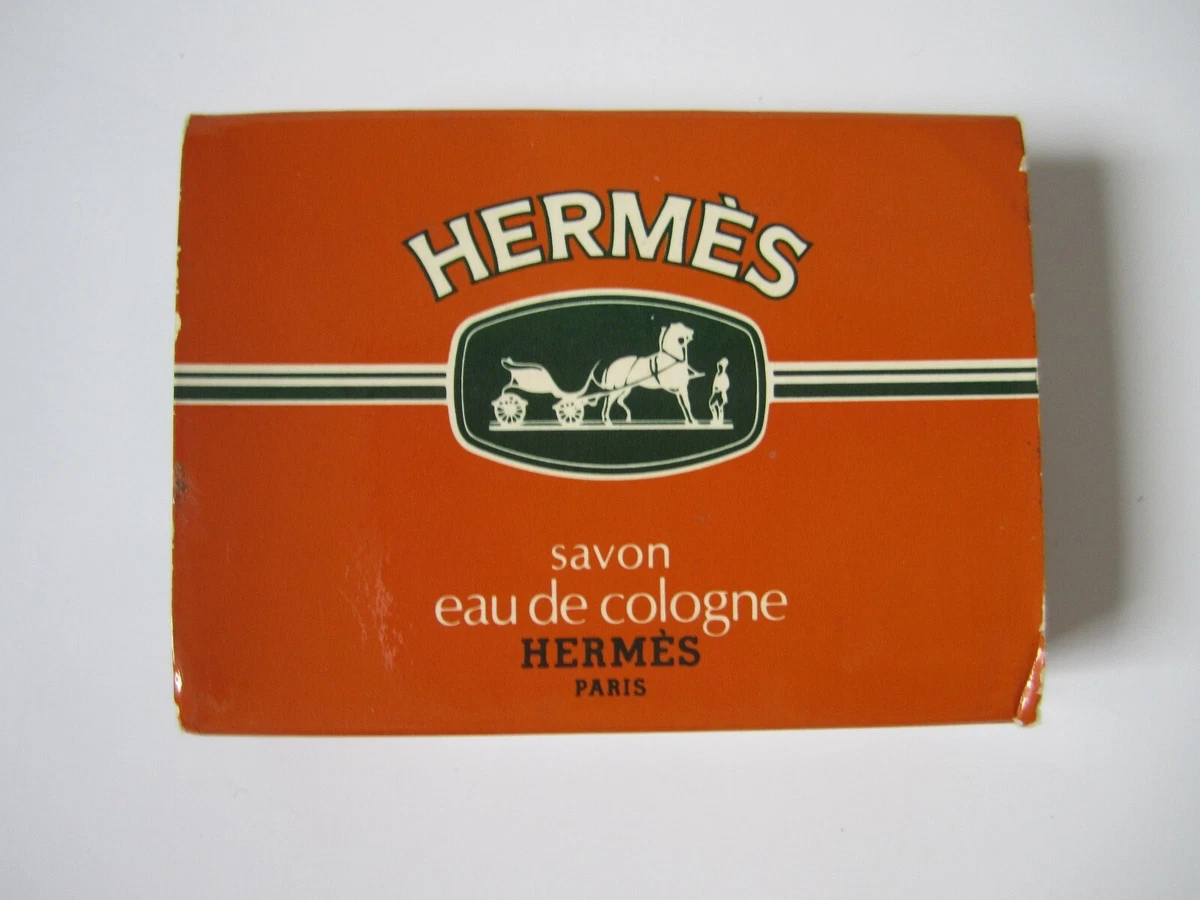 HERMÈS
savon
eau de cologne
HERMÈS
PARIS